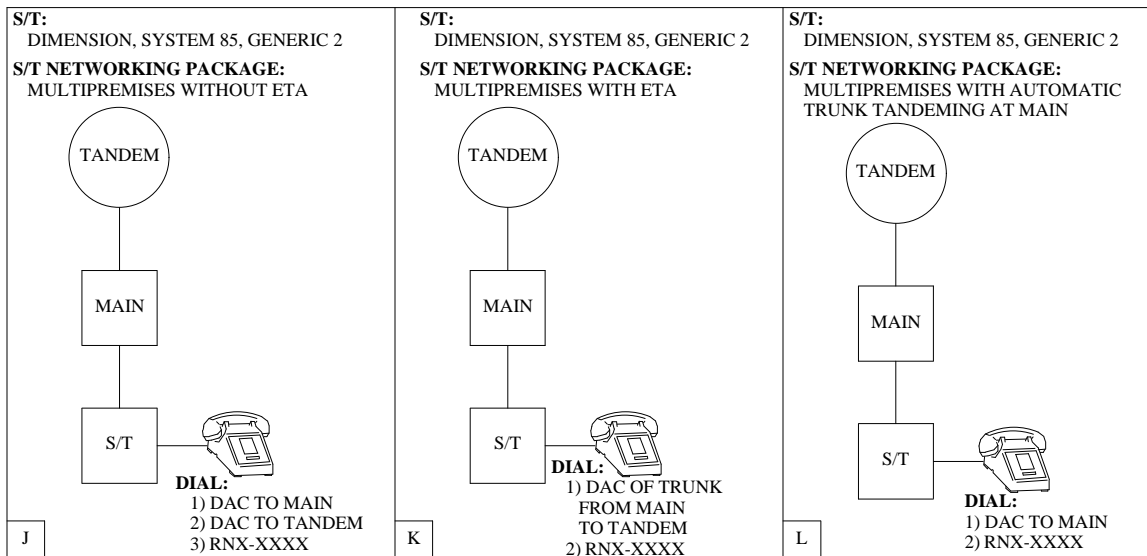 S/T:
DIMENSION, SYSTEM 85, GENERIC 2
S/T NETWORKING PACKAGE:
MULTIPREMISES WITHOUT ETA
TANDEM
MAIN
S/T
DIAL:
1) DAC TO MAIN
2) DAC TO TANDEM
3) RNX-XXXX
J
S/T:
DIMENSION, SYSTEM 85, GENERIC 2
S/T NETWORKING PACKAGE:
MULTIPREMISES WITH ETA
TANDEM
MAIN
S/T
DIAL:
1) DAC OF TRUNK
FROM MAIN
TO TANDEM
2) RNX-XXXX
K
S/T:
DIMENSION, SYSTEM 85, GENERIC 2
S/T NETWORKING PACKAGE:
MULTIPREMISES WITH AUTOMATIC
TRUNK TANDEMING AT MAIN
TANDEM
MAIN
S/T
DIAL:
1) DAC TO MAIN
2) RNX-XXXX
L